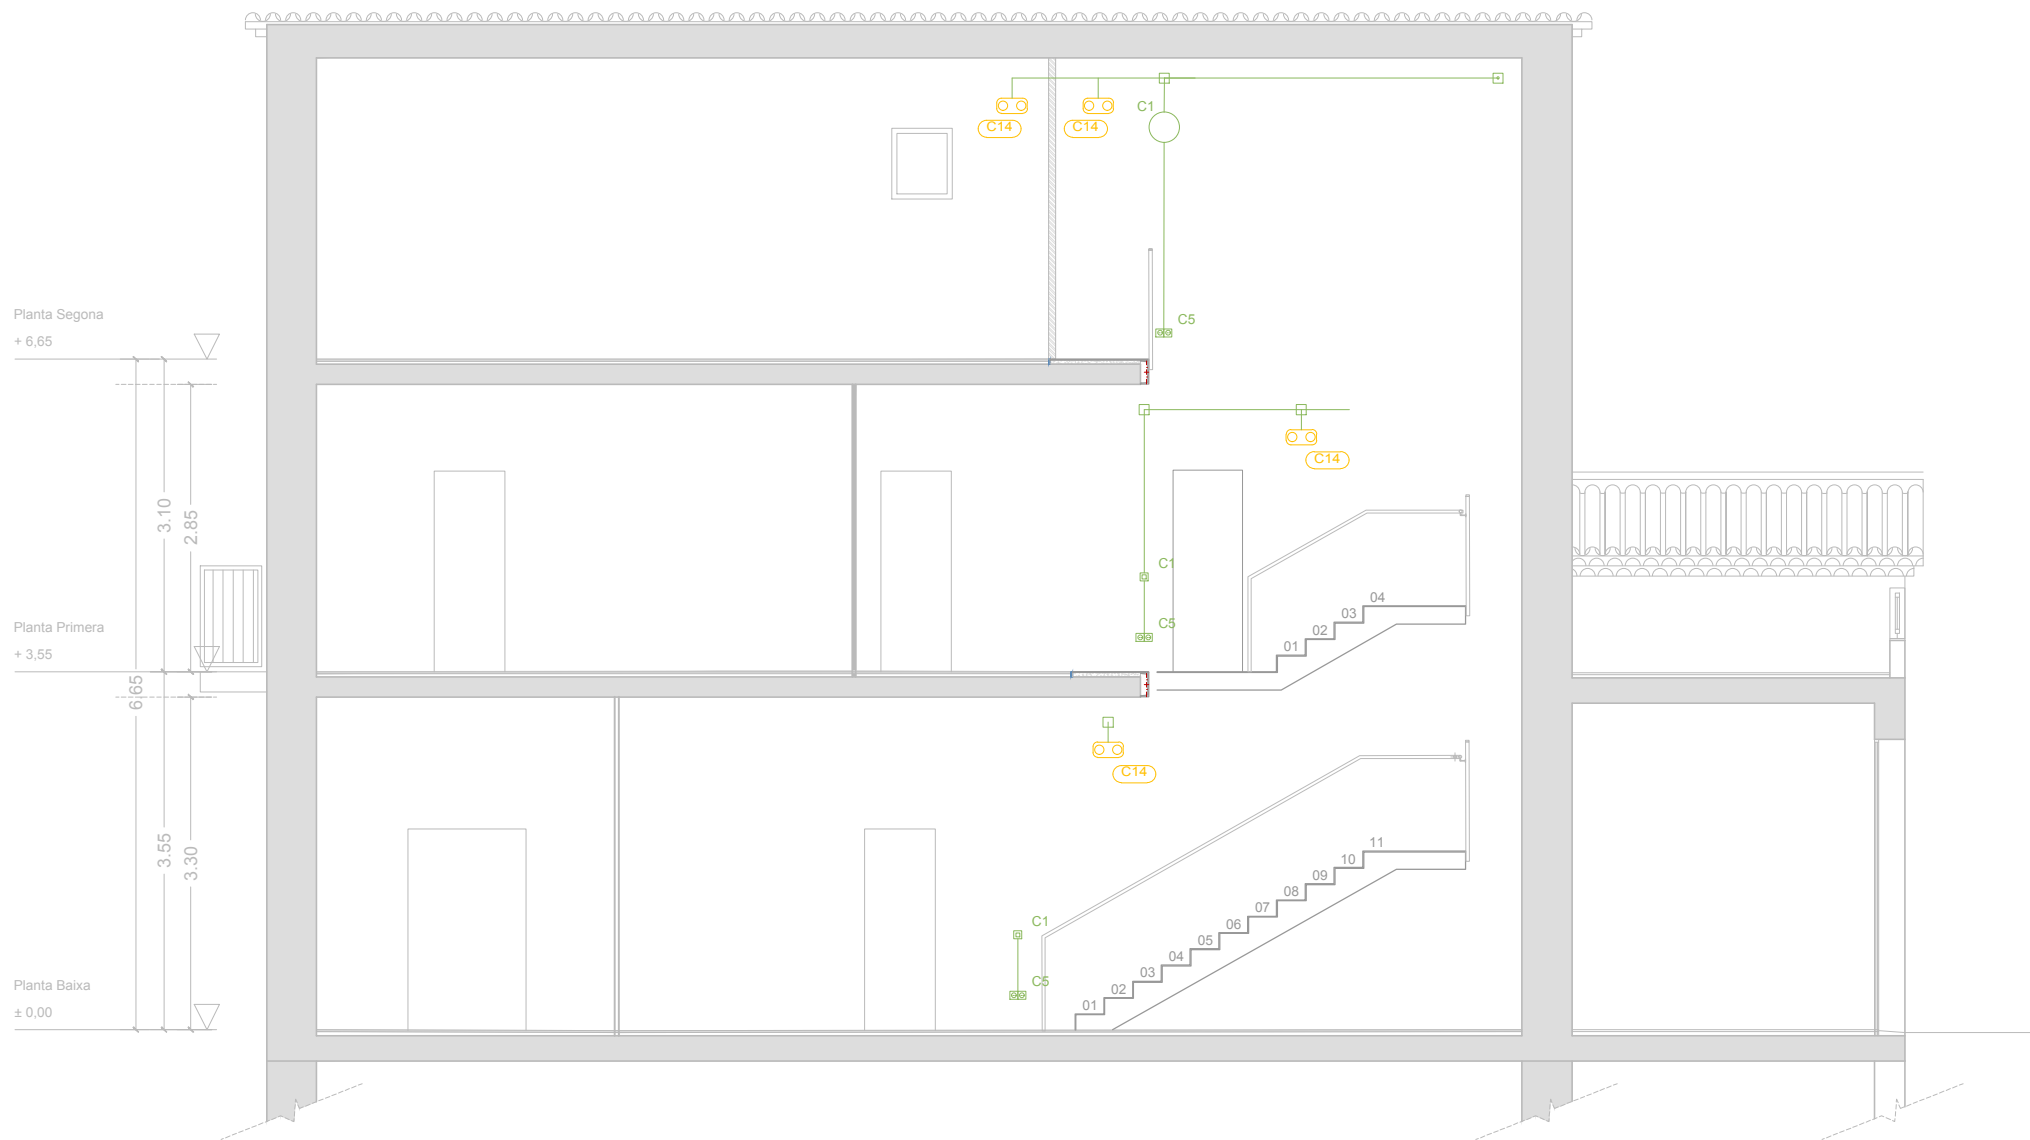 C1
C14
C14
Planta Segona
+ 6,65
C5
C14
3.10
2.85
C1
04
03
02
01
C5
Planta Primera
+ 3,55
6.65
C14
3.55
3.30
11
10
09
08
07
06
05
04
03
02
01
C1
C5
Planta Baixa
± 0,00